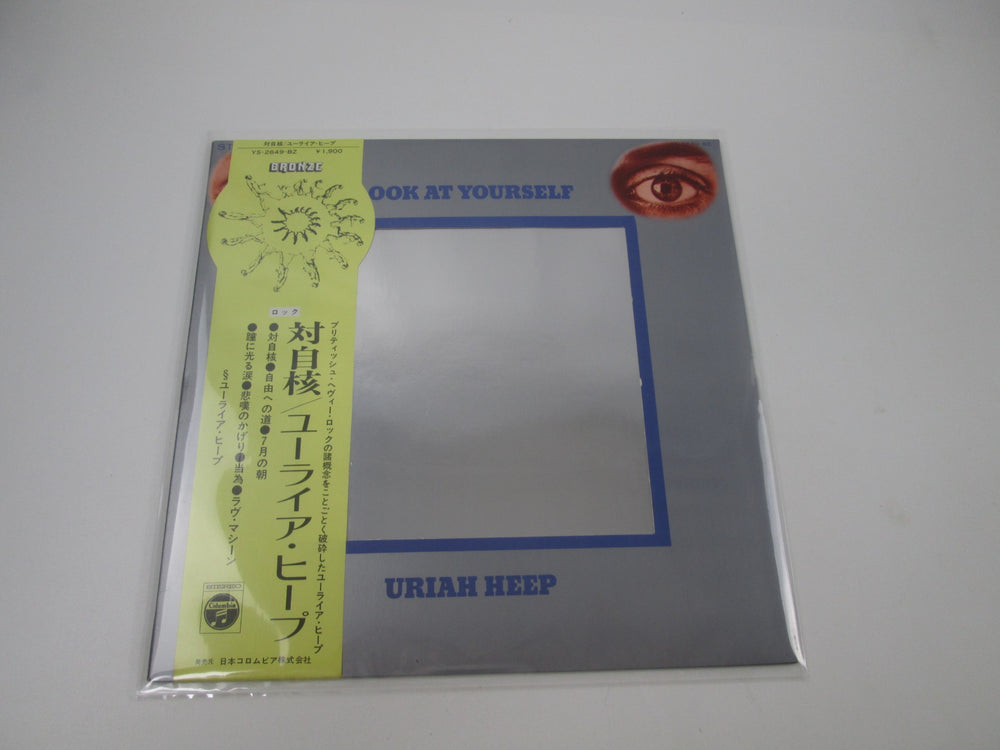 対自核/ユーライア・ヒープ
YS-2649-BZ ¥1,900
BRONZE
ロック
ブリティッシュ・ヘヴィー・ロックの諸概念をことごとく破砕したユーライア・ヒープ
対自核/ユーライア・ヒープ
●対自核●自由への道●7月の朝
●瞳に光る涙●悲嘆のかげり●当為●ラヴ・マシーン
§ユーライア・ヒープ
Columbia
発売元 日本コロムビア株式会社
OOK AT YOURSELF
URIAH HEEP